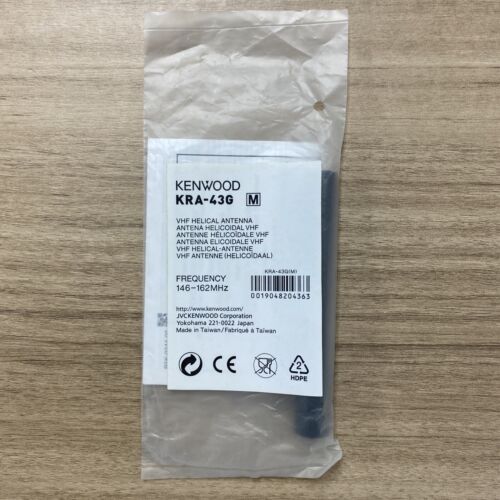 KENWOOD
KRA-43G M
VHF HELICAL ANTENNA
ANTENA HELICOIDAL VHF
ANTENNE HÉLICOÏDALE VHF
ANTENNA ELICOIDALE VHF
VHF HELICAL-ANTENNE
VHF ANTENNE (HELICOÏDAAL)
FREQUENCY
146-162MHz
KRA-43G(M)
0019048204363
http://www.kenwood.com/
JVCKENWOOD Corporation
Yokohama 221-0022 Japan
Made in Taiwan/Fabriqué à Taïwan
CE
2
HDPE